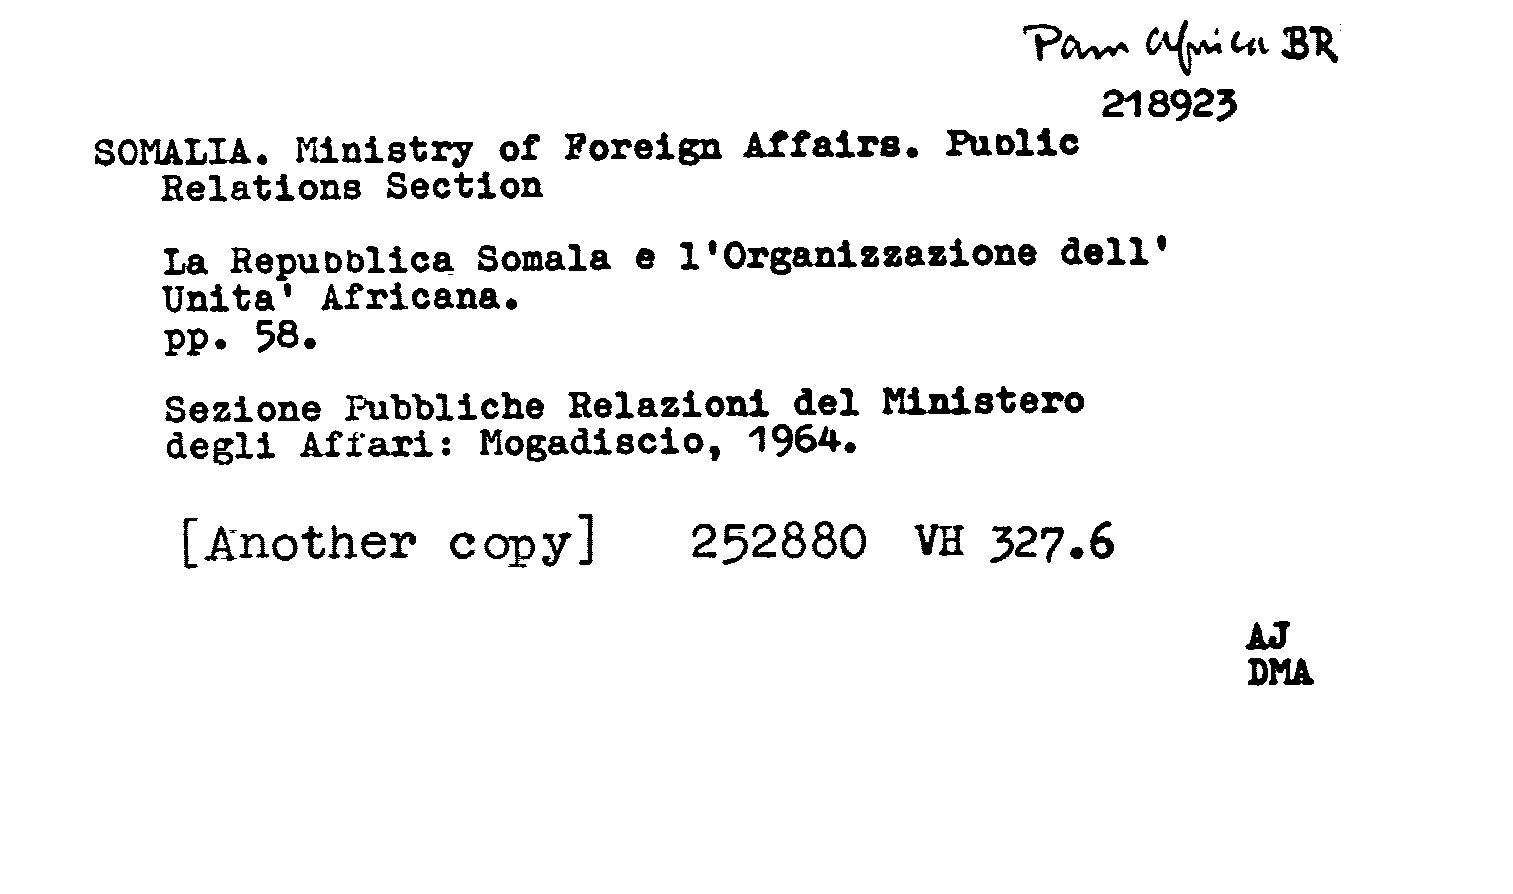 Pam Africa BR
218923
SOMALIA. Ministry of Foreign Affairs. Public
Relations Section
La Repubblica Somala e l'Organizzazione dell'
Unita' Africana.
pp. 58.
Sezione Pubbliche Relazioni del Ministero
degli Affari: Mogadiscio, 1964.
[Another copy] 252880 VH 327.6
AJ
DMA